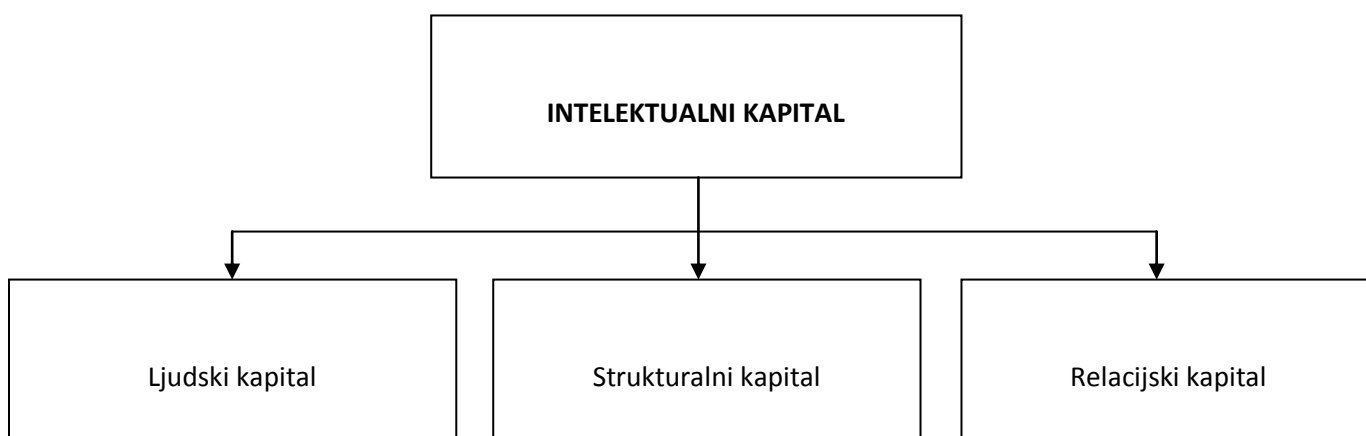 INTELEKTUALNI KAPITAL
Ljudski kapital
Strukturalni kapital
Relacijski kapital